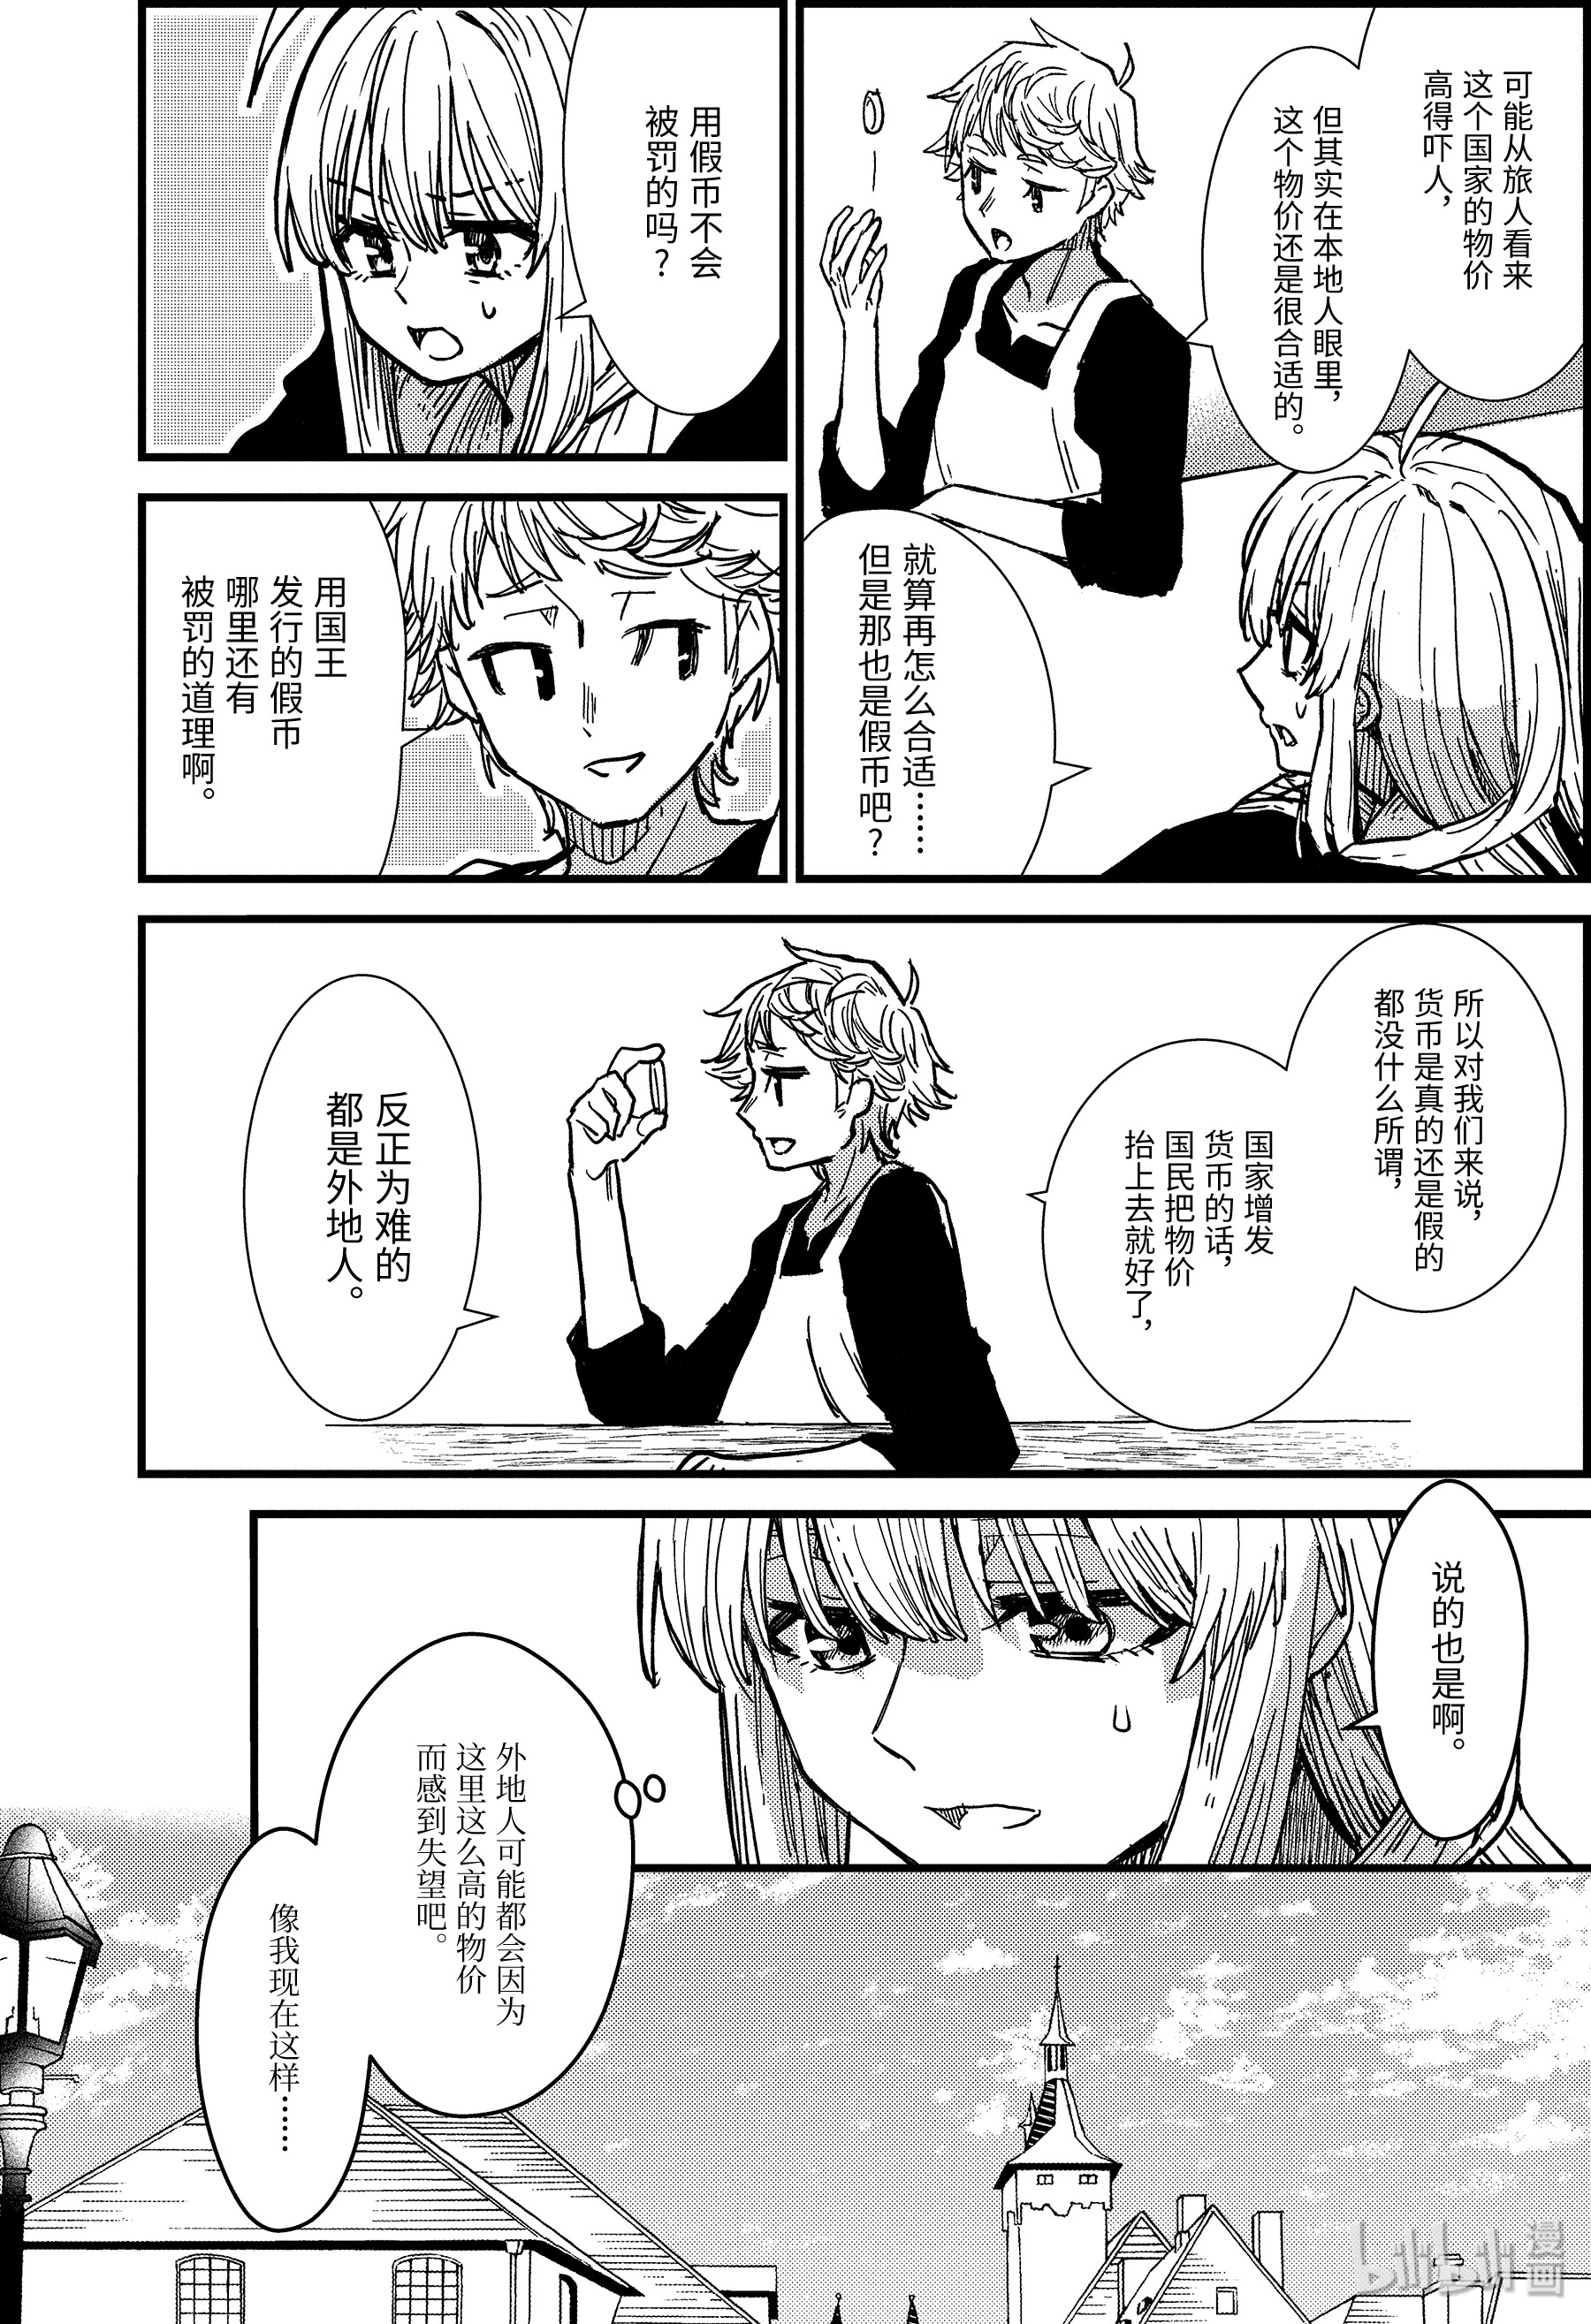 可能从旅人看来
这个国家的物价
高得吓人，
但其实在本地人眼里，
这个物价还是很合适的。
就算再怎么合适……
但是那也是假币吧？
用假币不会
被罚的吗？
用国王
发行的假币
哪里还有
被罚的道理啊。
所以对我们来说，
货币是真的还是假的
都没什么所谓，
国家增发
货币的话，
国民把物价
抬上去就好了，
反正为难的
都是外地人。
说的也是啊。
外地人可能都会因为
这里这么高的物价
而感到失望吧。
像我现在这样……
bilibili
漫画